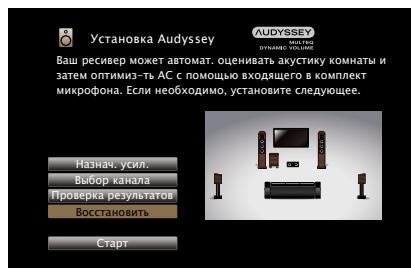 Установка Audyssey
AUDYSSEY
MULTEQ
DYNAMIC VOLUME
Ваш ресивер может автомат. оценивать акустику комнаты и
затем оптимиз-ть АС с помощью входящего в комплект
микрофона. Если необходимо, установите следующее.
Назнач. усил.
Выбор канала
Проверка результатов
Восстановить
Старт